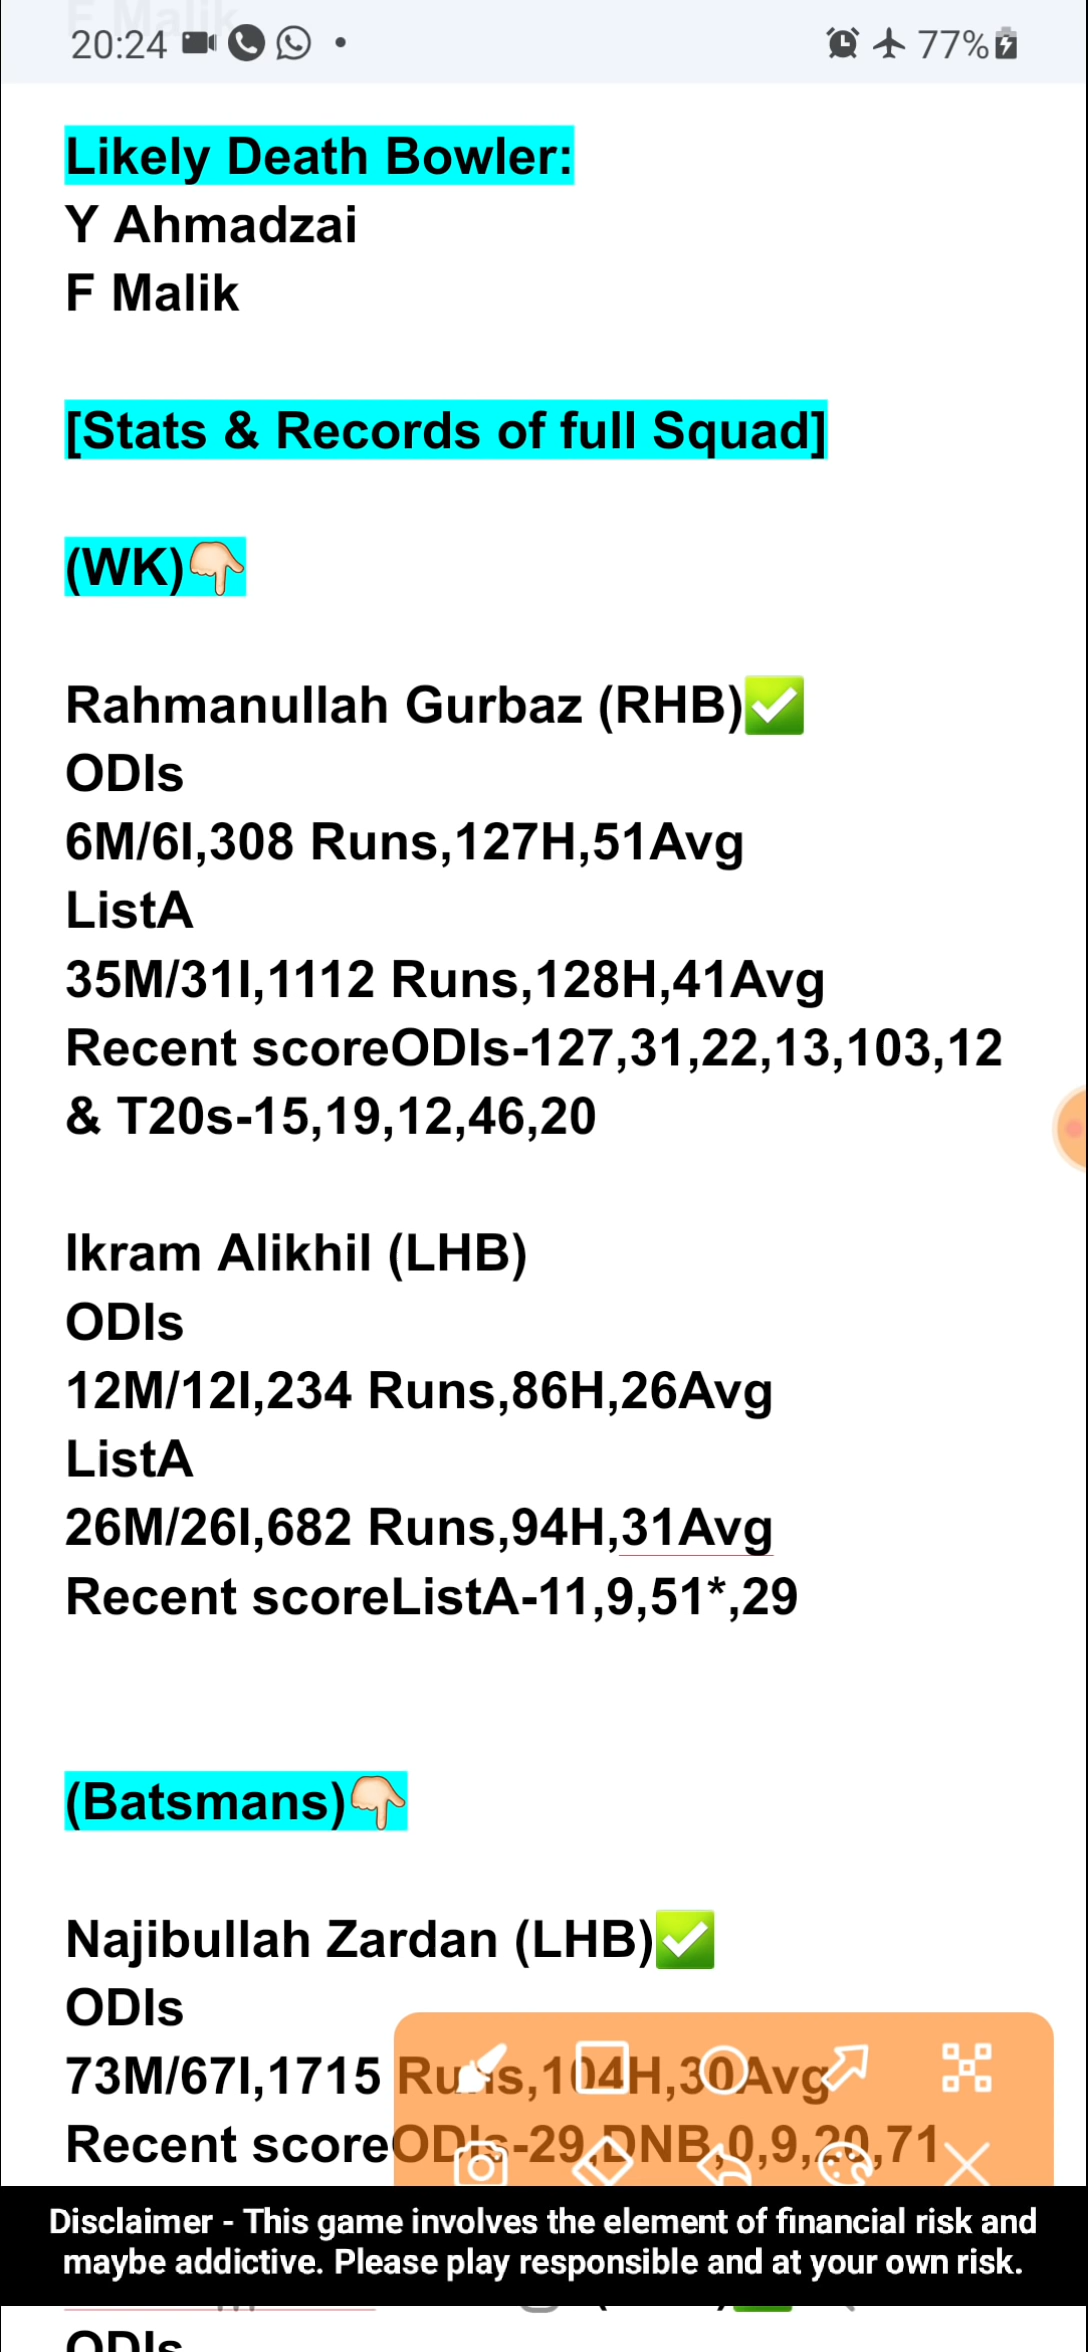 F Malik
20:24 77%
Likely Death Bowler:
Y Ahmadzai
F Malik
[Stats & Records of full Squad]
(WK)👇🏻
Rahmanullah Gurbaz (RHB)✅
ODIs
6M/6I,308 Runs,127H,51Avg
ListA
35M/31I,1112 Runs,128H,41Avg
Recent scoreODIs-127,31,22,13,103,12
& T20s-15,19,12,46,20
Ikram Alikhil (LHB)
ODIs
12M/12I,234 Runs,86H,26Avg
ListA
26M/26I,682 Runs,94H,31Avg
Recent scoreListA-11,9,51*,29
(Batsmans)👇🏻
Najibullah Zardan (LHB)✅
ODIs
73M/67I,1715 Runs,104H,30Avg
Recent scoreODIs-29,DNB,0,9,20,71
Disclaimer - This game involves the element of financial risk and
maybe addictive. Please play responsible and at your own risk.
ODIs